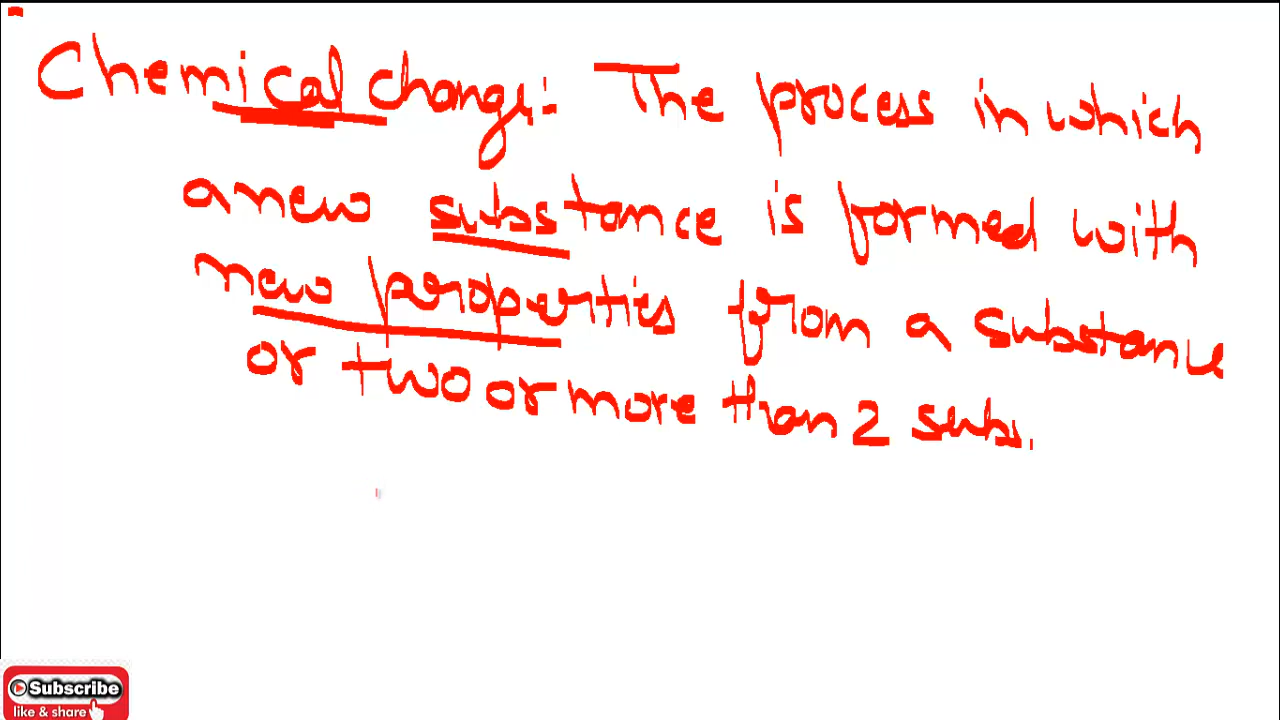 Chemical change:- The process in which
a new substance is formed with
new properties from a substance
or two or more than 2 subs.
Subscribe
like & share